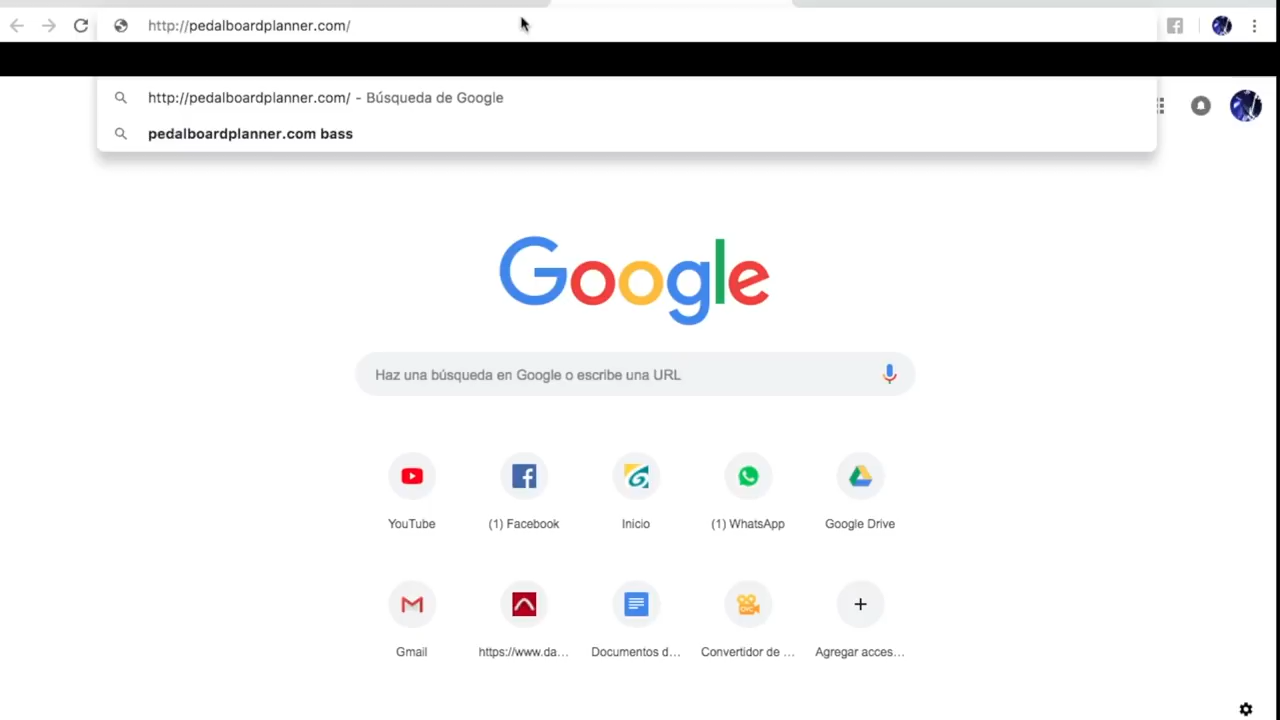 http://pedalboardplanner.com/
http://pedalboardplanner.com/ - Búsqueda de Google
pedalboardplanner.com bass
Google
Haz una búsqueda en Google o escribe una URL
YouTube
(1) Facebook
Inicio
(1) WhatsApp
Google Drive
Gmail
https://www.da...
Documentos d...
Convertidor de ...
Agregar acces...